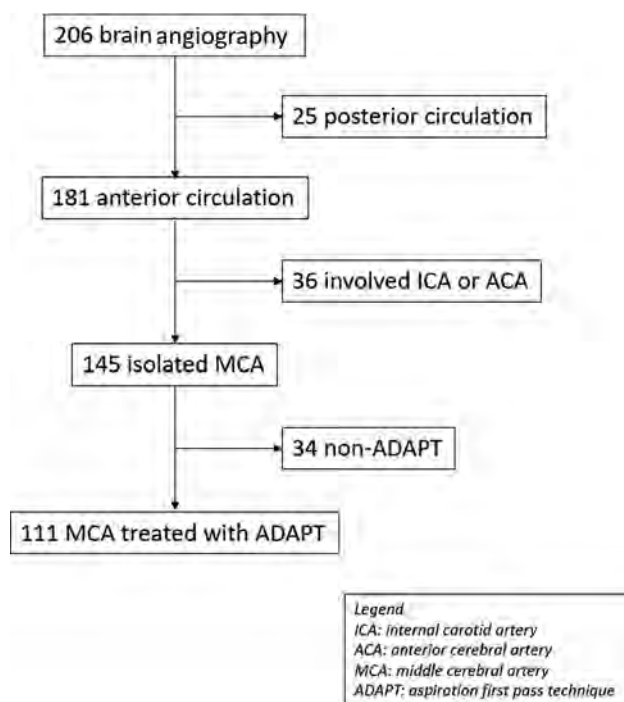 206 brain angiography
25 posterior circulation
181 anterior circulation
36 involved ICA or ACA
145 isolated MCA
34 non-ADAPT
111 MCA treated with ADAPT
Legend
ICA: internal carotid artery
ACA: anterior cerebral artery
MCA: middle cerebral artery
ADAPT: aspiration first pass technique